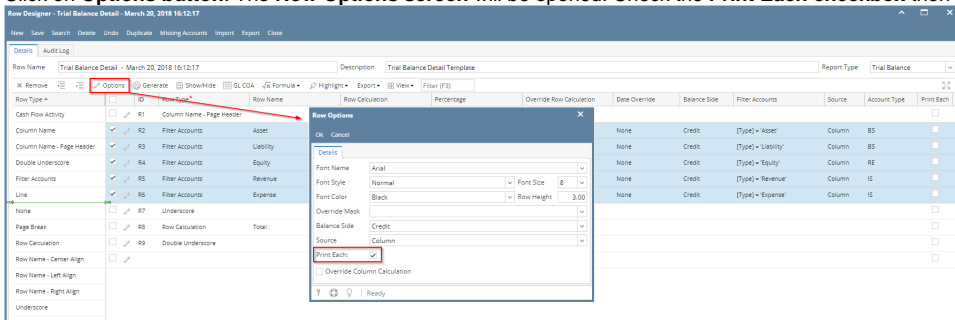 Click on Options button. The Row Options screen will be opened. Check the Print Each checkbox then
Row Designer - Trial Balance Detail - March 20, 2018 16:12:17
New Save Search Delete Undo Duplicate Missing Accounts Import Export Close
Details Audit Log
Row Name Trial Balance Detail - March 20, 2018 16:12:17 Description Trial Balance Detail Template Report Type Trial Balance
X Remove Options Generate Show/Hide GL COA Formula Highlight Export View Filter (F3)
Row Type ID Row Type* Row Name Row Calculation Percentage Override Row Calculation Date Override Balance Side Filter Accounts Source Account Type Print Each
Cash Flow Activity R1 Column Name - Page Header
Column Name R2 Filter Accounts Asset None Credit [Type] = 'Asset' Column BS
Column Name - Page Header R3 Filter Accounts Liability None Credit [Type] = 'Liability' Column BS
Double Underscore R4 Filter Accounts Equity None Credit [Type] = 'Equity' Column RE
Filter Accounts R5 Filter Accounts Revenue None Credit [Type] = 'Revenue' Column IS
Line R6 Filter Accounts Expense None Credit [Type] = 'Expense' Column IS
None R7 Underscore
Page Break R8 Row Calculation Total :
Row Calculation R9 Double Underscore
Row Name - Center Align
Row Name - Left Align
Row Name - Right Align
Underscore
Row Options X
Ok Cancel
Details
Font Name Arial
Font Style Normal Font Size 8
Font Color Black Row Height 3.00
Override Mask
Balance Side Credit
Source Column
Print Each:
Override Column Calculation
? Ready